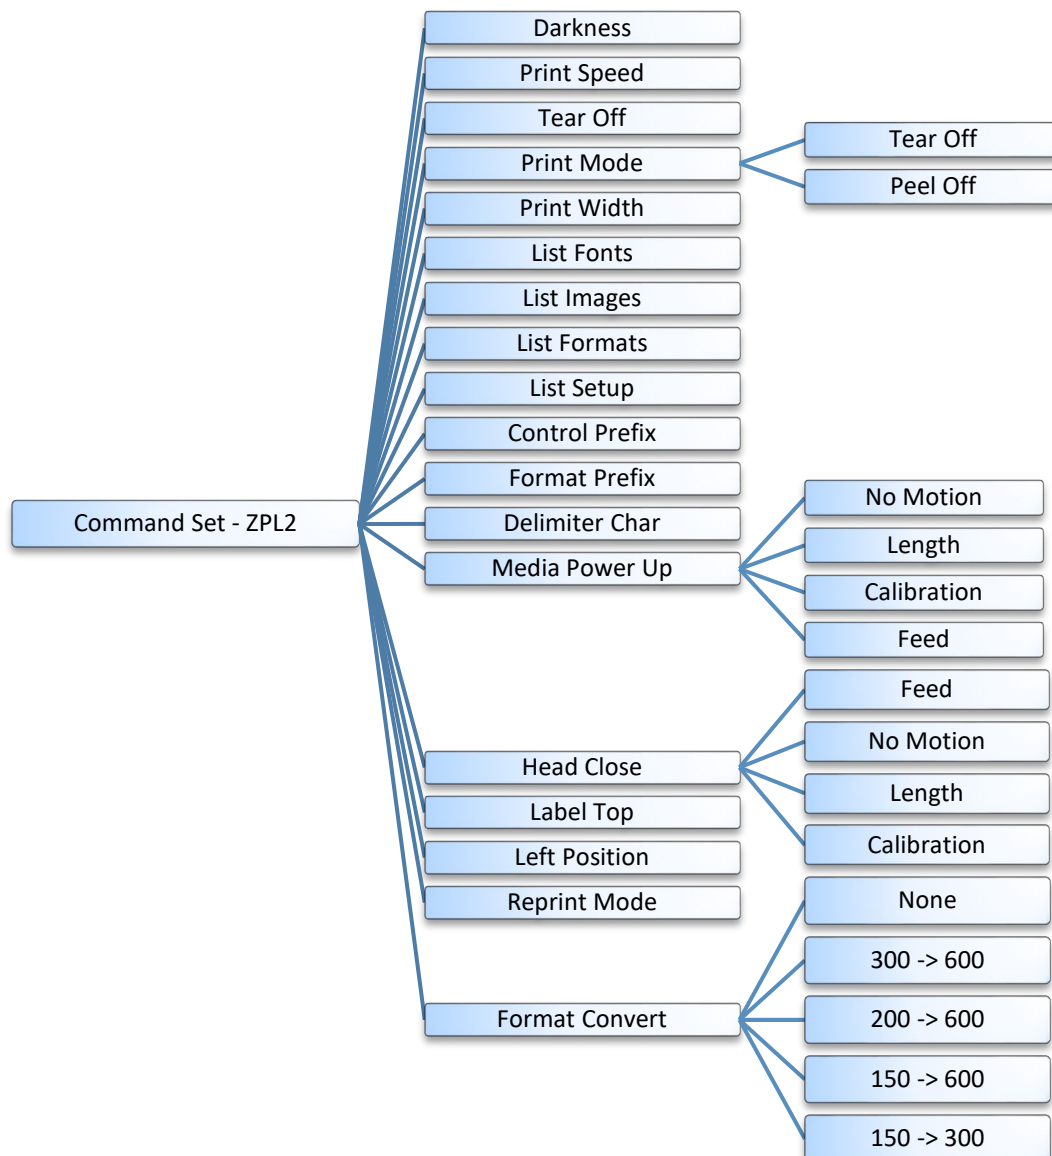 Command Set - ZPL2
Darkness
Print Speed
Tear Off
Print Mode
Tear Off
Peel Off
Print Width
List Fonts
List Images
List Formats
List Setup
Control Prefix
Format Prefix
Delimiter Char
Media Power Up
No Motion
Length
Calibration
Feed
Head Close
Feed
No Motion
Length
Calibration
Label Top
Left Position
Reprint Mode
Format Convert
None
300 -> 600
200 -> 600
150 -> 600
150 -> 300